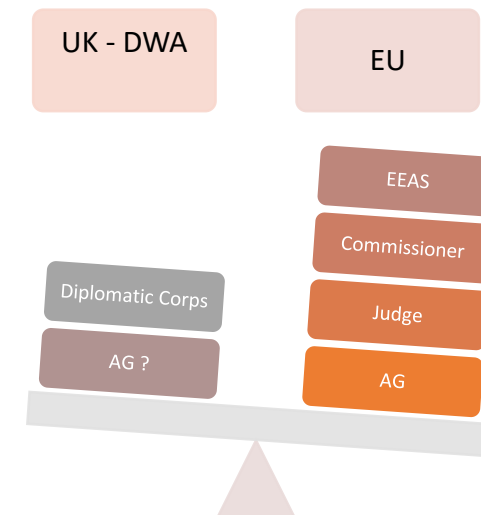 UK - DWA
EU
EEAS
Commissioner
Diplomatic Corps
Judge
AG ?
AG